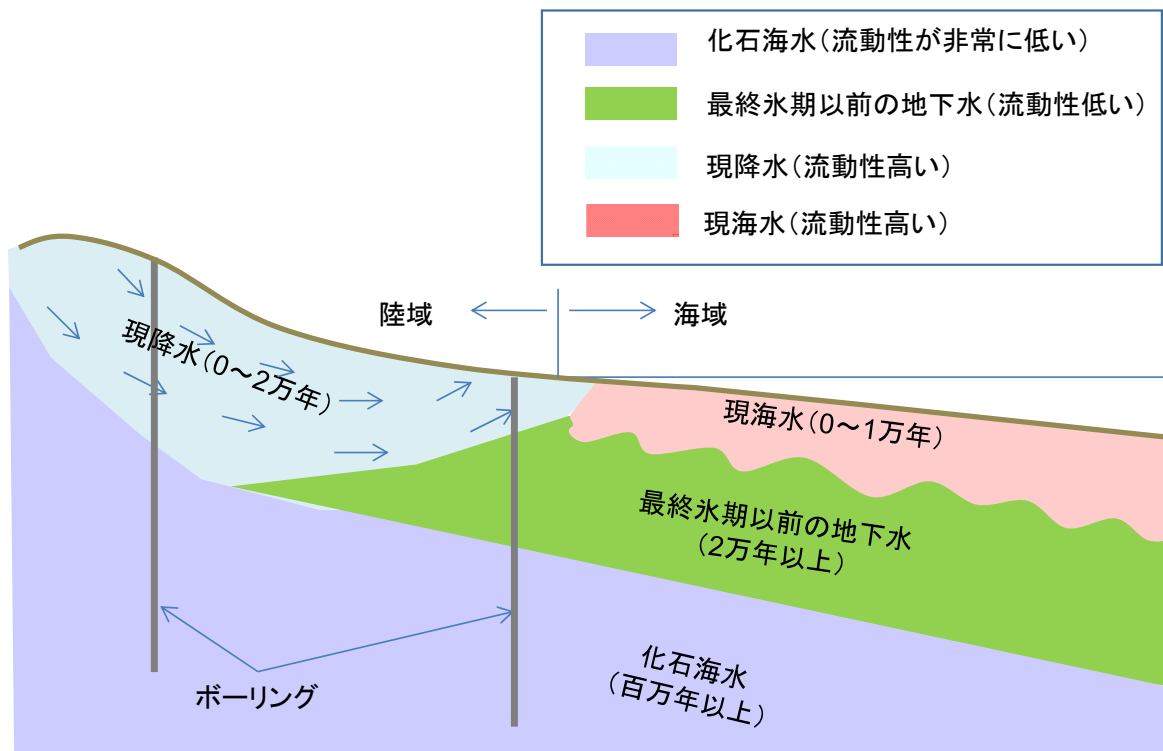 化石海水（流動性が非常に低い）
最終氷期以前の地下水（流動性低い）
現降水（流動性高い）
現海水（流動性高い）
陸域
海域
現降水（0～2万年）
現海水（0～1万年）
最終氷期以前の地下水
（2万年以上）
化石海水
（百万年以上）
ボーリング